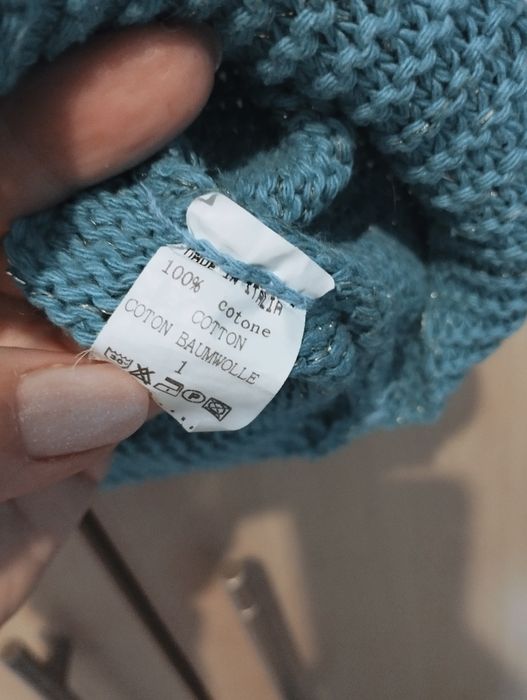 MADE IN ITALIA
100% cotone
COTTON
COTON BAUMWOLLE
1
P